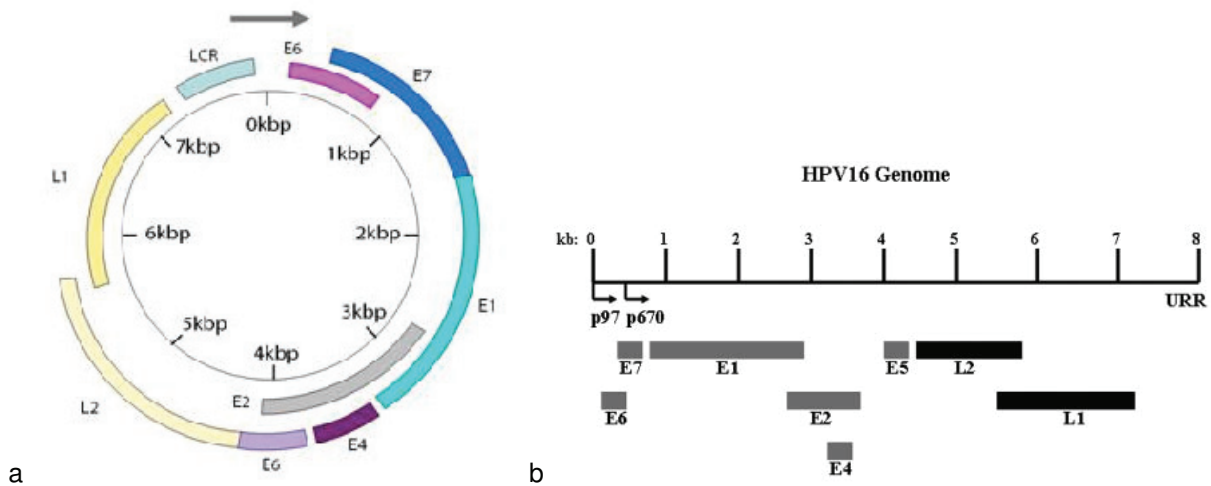 LCR
E6
E7
0kbp
7kbp
1kbp
L1
6kbp
2kbp
E1
5kbp
3kbp
4kbp
E2
L2
E4
E6
a
HPV16 Genome
kb: 0 1 2 3 4 5 6 7 8
URR
p97 p670
E7 E1 E5 L2
E6 E2 L1
E4
b